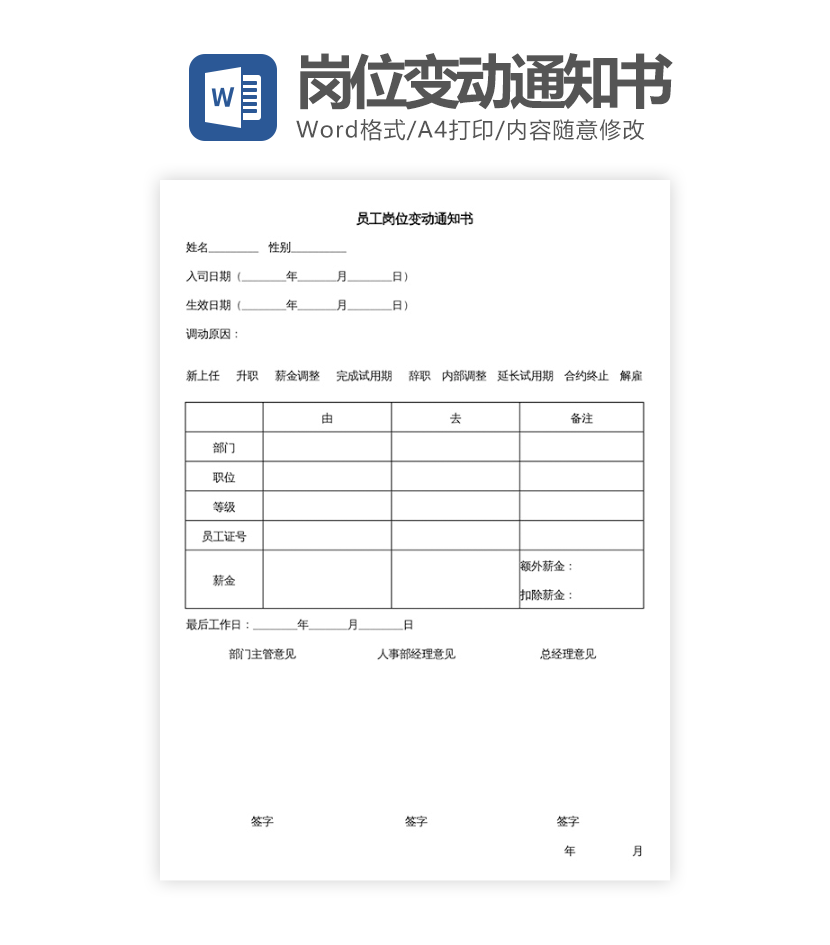 W
岗位变动通知书
Word格式/A4打印/内容随意修改
员工岗位变动通知书
姓名_________ 性别__________
入司日期（________年_______月________日）
生效日期（________年_______月________日）
调动原因：
新上任 升职 薪金调整 完成试用期 辞职 内部调整 延长试用期 合约终止 解雇
由 去 备注
部门
职位
等级
员工证号
薪金 额外薪金：
扣除薪金：
最后工作日：________年_______月________日
部门主管意见 人事部经理意见 总经理意见
签字 签字 签字
年 月